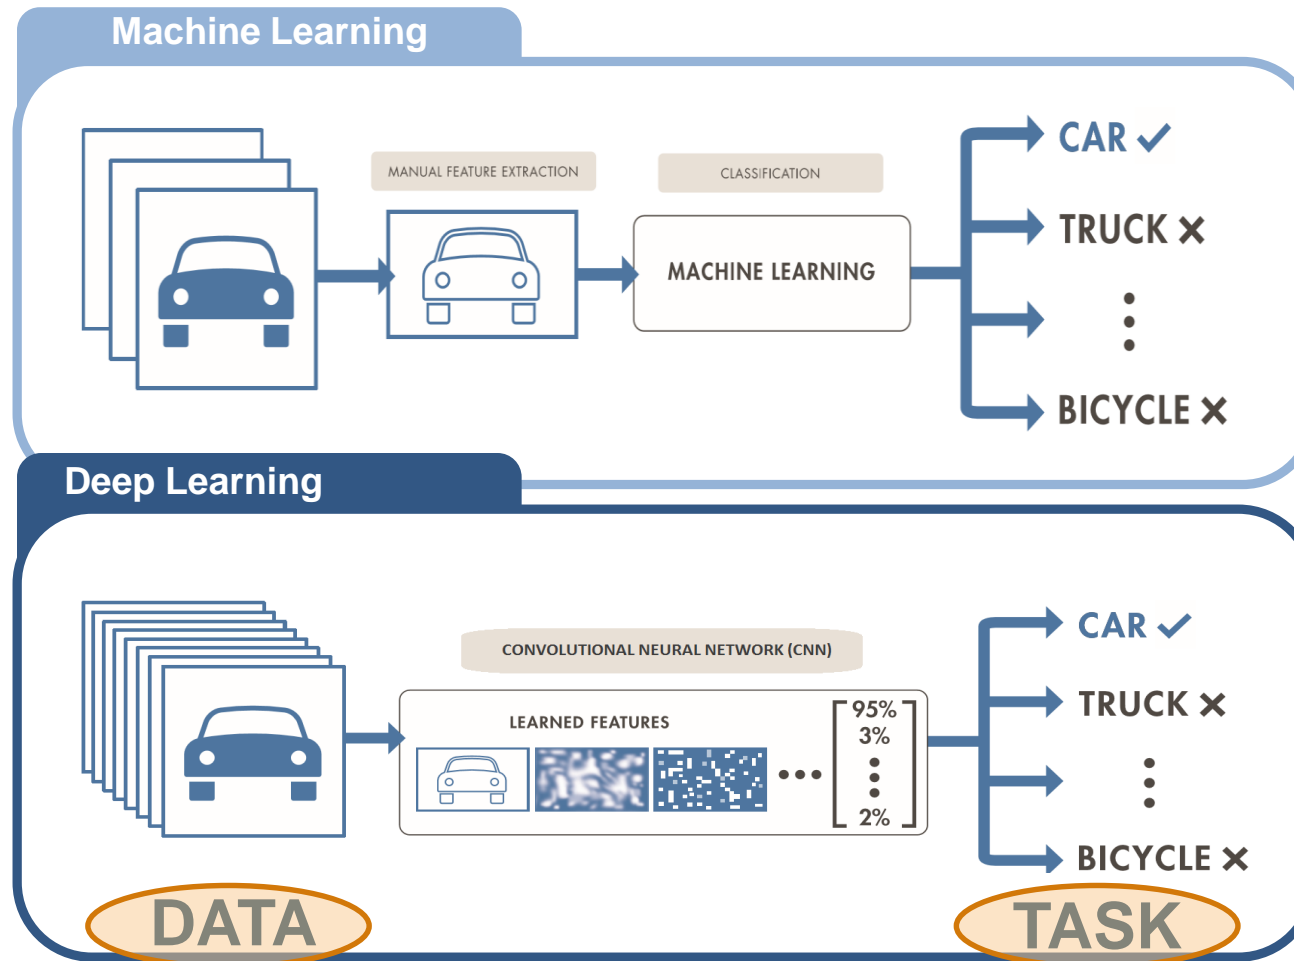 Machine Learning
MANUAL FEATURE EXTRACTION
CLASSIFICATION
MACHINE LEARNING
CAR
TRUCK
BICYCLE
Deep Learning
CONVOLUTIONAL NEURAL NETWORK (CNN)
LEARNED FEATURES
95%
3%
2%
CAR
TRUCK
BICYCLE
DATA
TASK